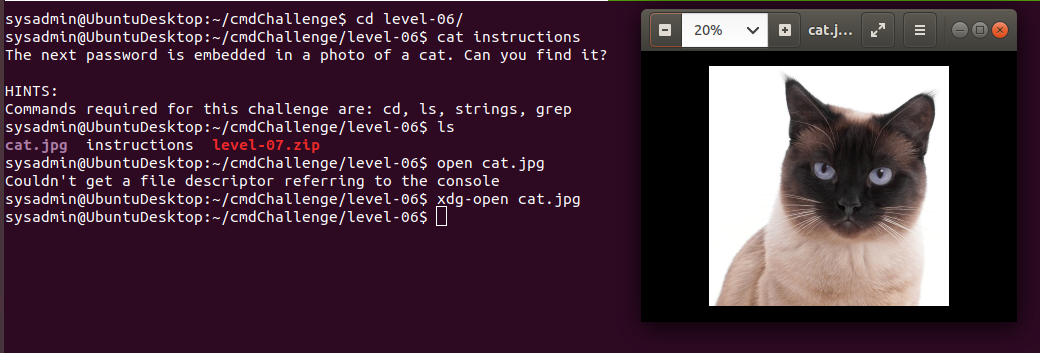 sysadmin@UbuntuDesktop:~/cmdChallenge$ cd level-06/
sysadmin@UbuntuDesktop:~/cmdChallenge/level-06$ cat instructions
The next password is embedded in a photo of a cat. Can you find it?
HINTS:
Commands required for this challenge are: cd, ls, strings, grep
sysadmin@UbuntuDesktop:~/cmdChallenge/level-06$ ls
cat.jpg  instructions  level-07.zip
sysadmin@UbuntuDesktop:~/cmdChallenge/level-06$ open cat.jpg
Couldn't get a file descriptor referring to the console
sysadmin@UbuntuDesktop:~/cmdChallenge/level-06$ xdg-open cat.jpg
sysadmin@UbuntuDesktop:~/cmdChallenge/level-06$
20% cat.j...